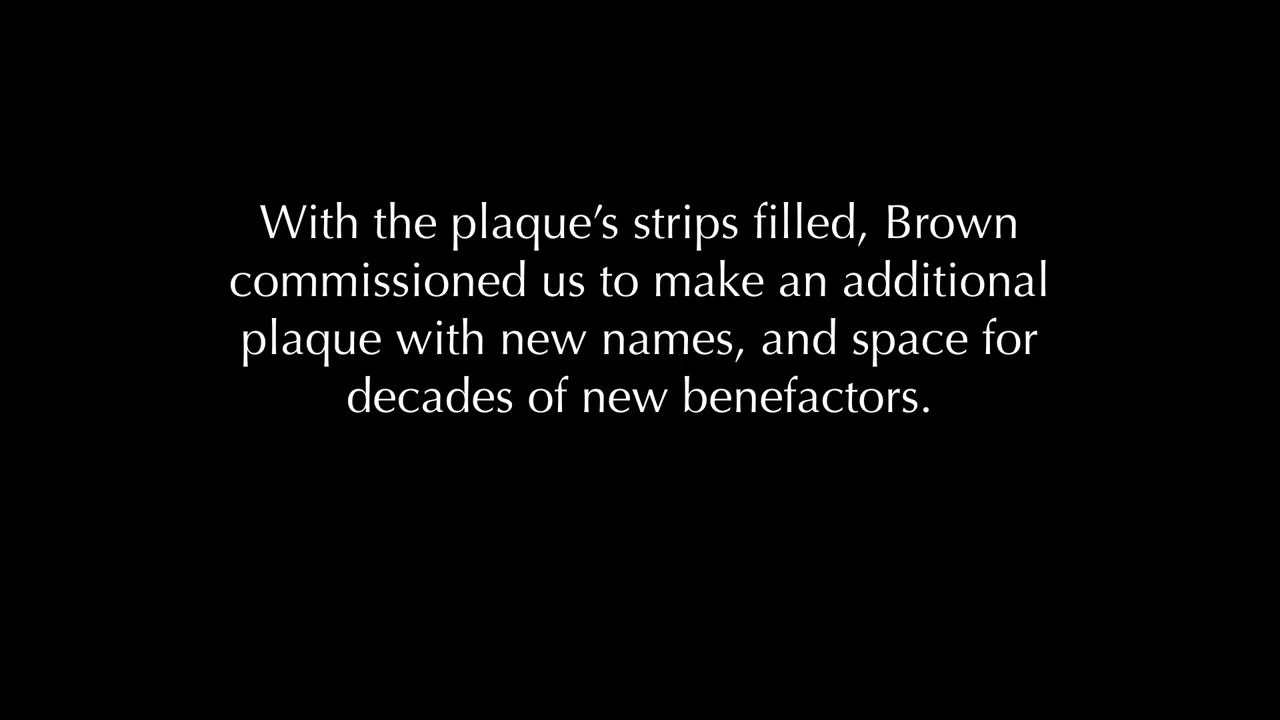 With the plaque’s strips filled, Brown
commissioned us to make an additional
plaque with new names, and space for
decades of new benefactors.